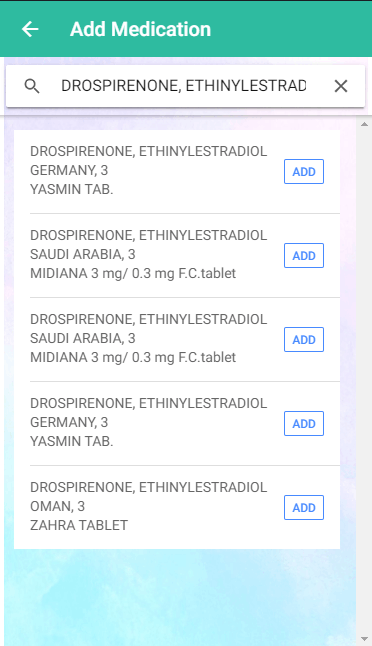 Add Medication
DROSPIRENONE, ETHINYLESTRAD
DROSPIRENONE, ETHINYLESTRADIOL
GERMANY, 3
YASMIN TAB.
ADD
DROSPIRENONE, ETHINYLESTRADIOL
SAUDI ARABIA, 3
MIDIANA 3 mg/ 0.3 mg F.C.tablet
ADD
DROSPIRENONE, ETHINYLESTRADIOL
SAUDI ARABIA, 3
MIDIANA 3 mg/ 0.3 mg F.C.tablet
ADD
DROSPIRENONE, ETHINYLESTRADIOL
GERMANY, 3
YASMIN TAB.
ADD
DROSPIRENONE, ETHINYLESTRADIOL
OMAN, 3
ZAHRA TABLET
ADD